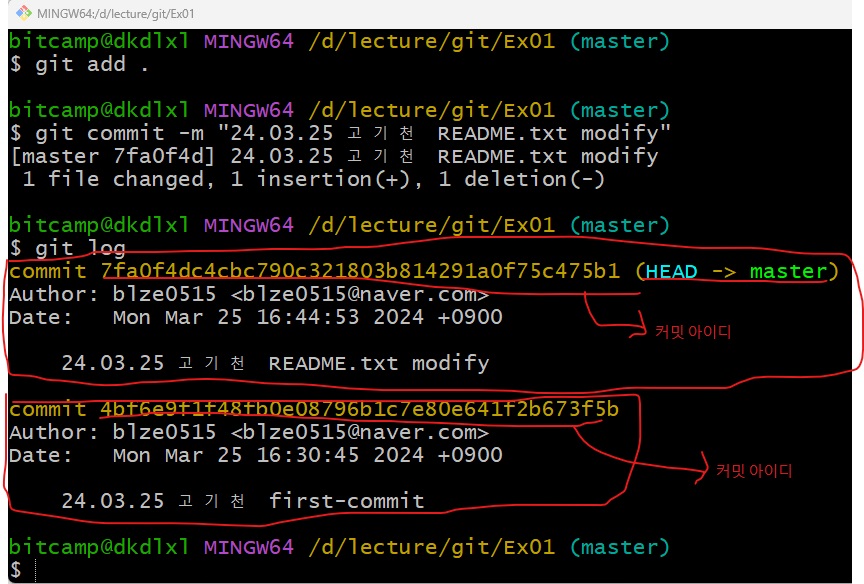 MINGW64:/d/lecture/git/Ex01
bitcamp@dkdlxl MINGW64 /d/lecture/git/Ex01 (master)
$ git add .
bitcamp@dkdlxl MINGW64 /d/lecture/git/Ex01 (master)
$ git commit -m "24.03.25 고 기 천  README.txt modify"
[master 7fa0f4d] 24.03.25 고 기 천  README.txt modify
 1 file changed, 1 insertion(+), 1 deletion(-)
bitcamp@dkdlxl MINGW64 /d/lecture/git/Ex01 (master)
$ git log
commit 7fa0f4dc4cbc790c321803b814291a0f75c475b1 (HEAD -> master)
Author: blze0515 <blze0515@naver.com>
Date:   Mon Mar 25 16:44:53 2024 +0900
커밋 아이디
    24.03.25 고 기 천  README.txt modify
commit 4bf6e9f1f48fb0e08796b1c7e80e641f2b673f5b
Author: blze0515 <blze0515@naver.com>
Date:   Mon Mar 25 16:30:45 2024 +0900
커밋 아이디
    24.03.25 고 기 천  first-commit
bitcamp@dkdlxl MINGW64 /d/lecture/git/Ex01 (master)
$